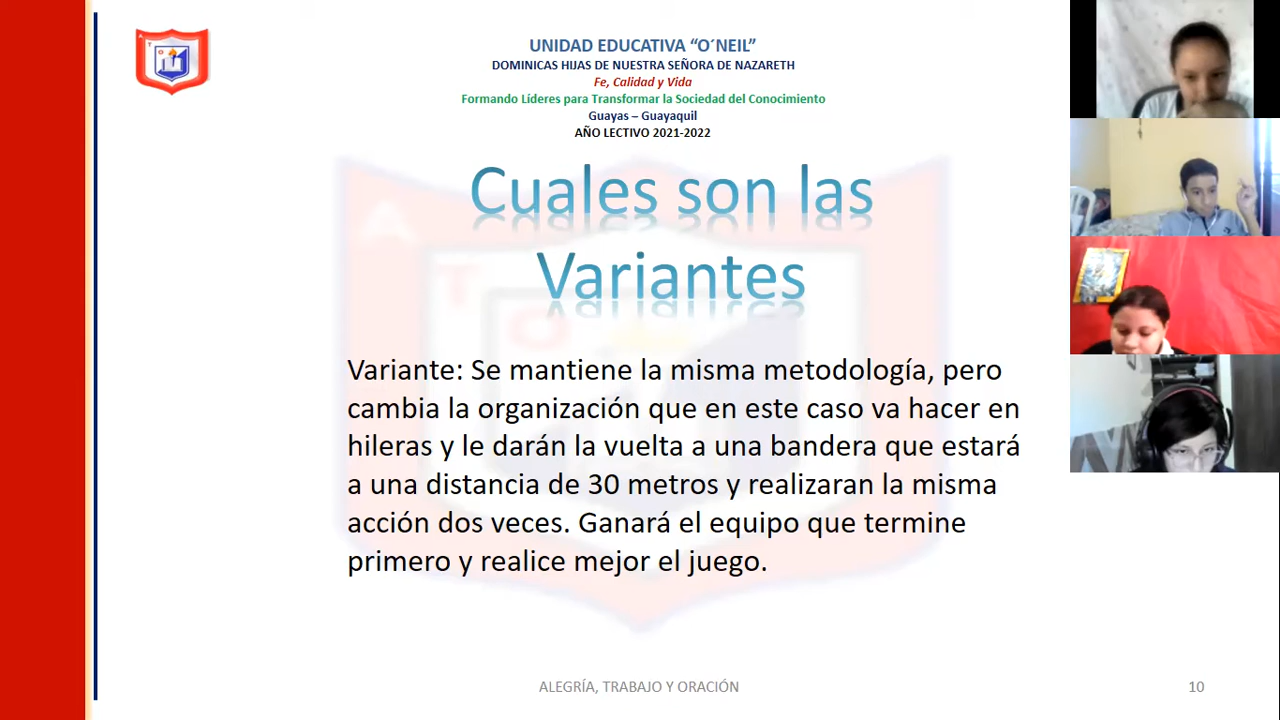 UNIDAD EDUCATIVA “O´NEIL”
DOMINICAS HIJAS DE NUESTRA SEÑORA DE NAZARETH
Fe, Calidad y Vida
Formando Líderes para Transformar la Sociedad del Conocimiento
Guayas – Guayaquil
AÑO LECTIVO 2021-2022
A
T
O
Cuales son las
Variantes
A
T
O
Variante: Se mantiene la misma metodología, pero
cambia la organización que en este caso va hacer en
hileras y le darán la vuelta a una bandera que estará
a una distancia de 30 metros y realizaran la misma
acción dos veces. Ganará el equipo que termine
primero y realice mejor el juego.
ALEGRÍA, TRABAJO Y ORACIÓN
10